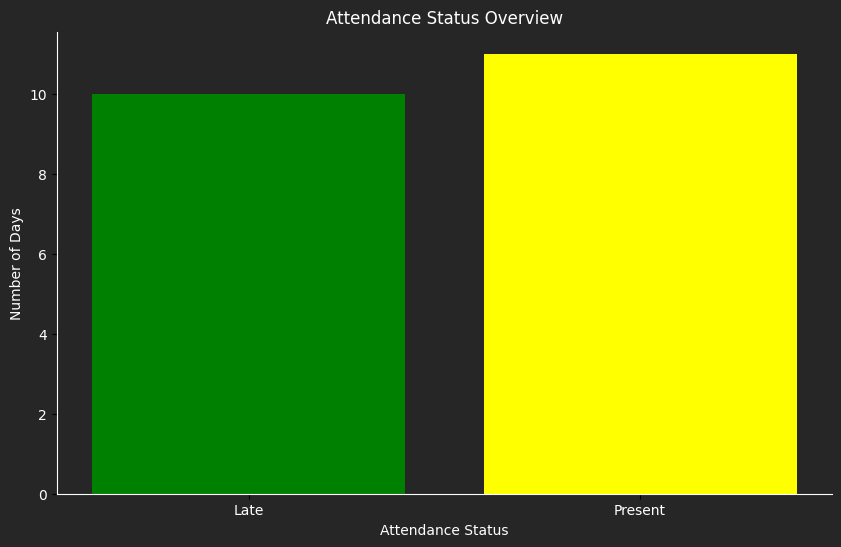 Attendance Status Overview
Number of Days
10
8
6
4
2
0
Late
Present
Attendance Status